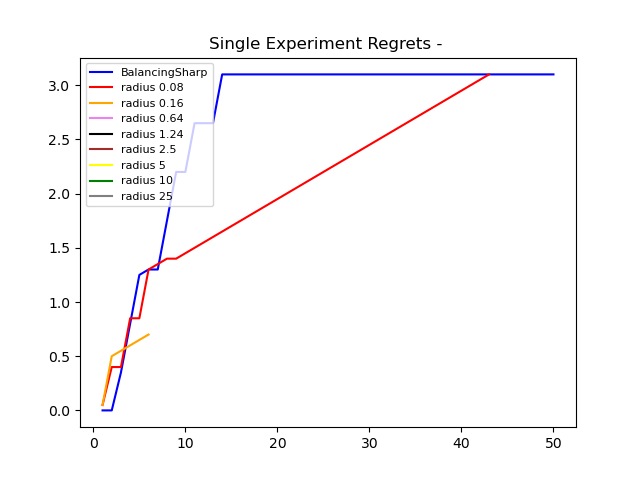 Single Experiment Regrets -
BalancingSharp
radius 0.08
radius 0.16
radius 0.64
radius 1.24
radius 2.5
radius 5
radius 10
radius 25
3.0
2.5
2.0
1.5
1.0
0.5
0.0
0 10 20 30 40 50